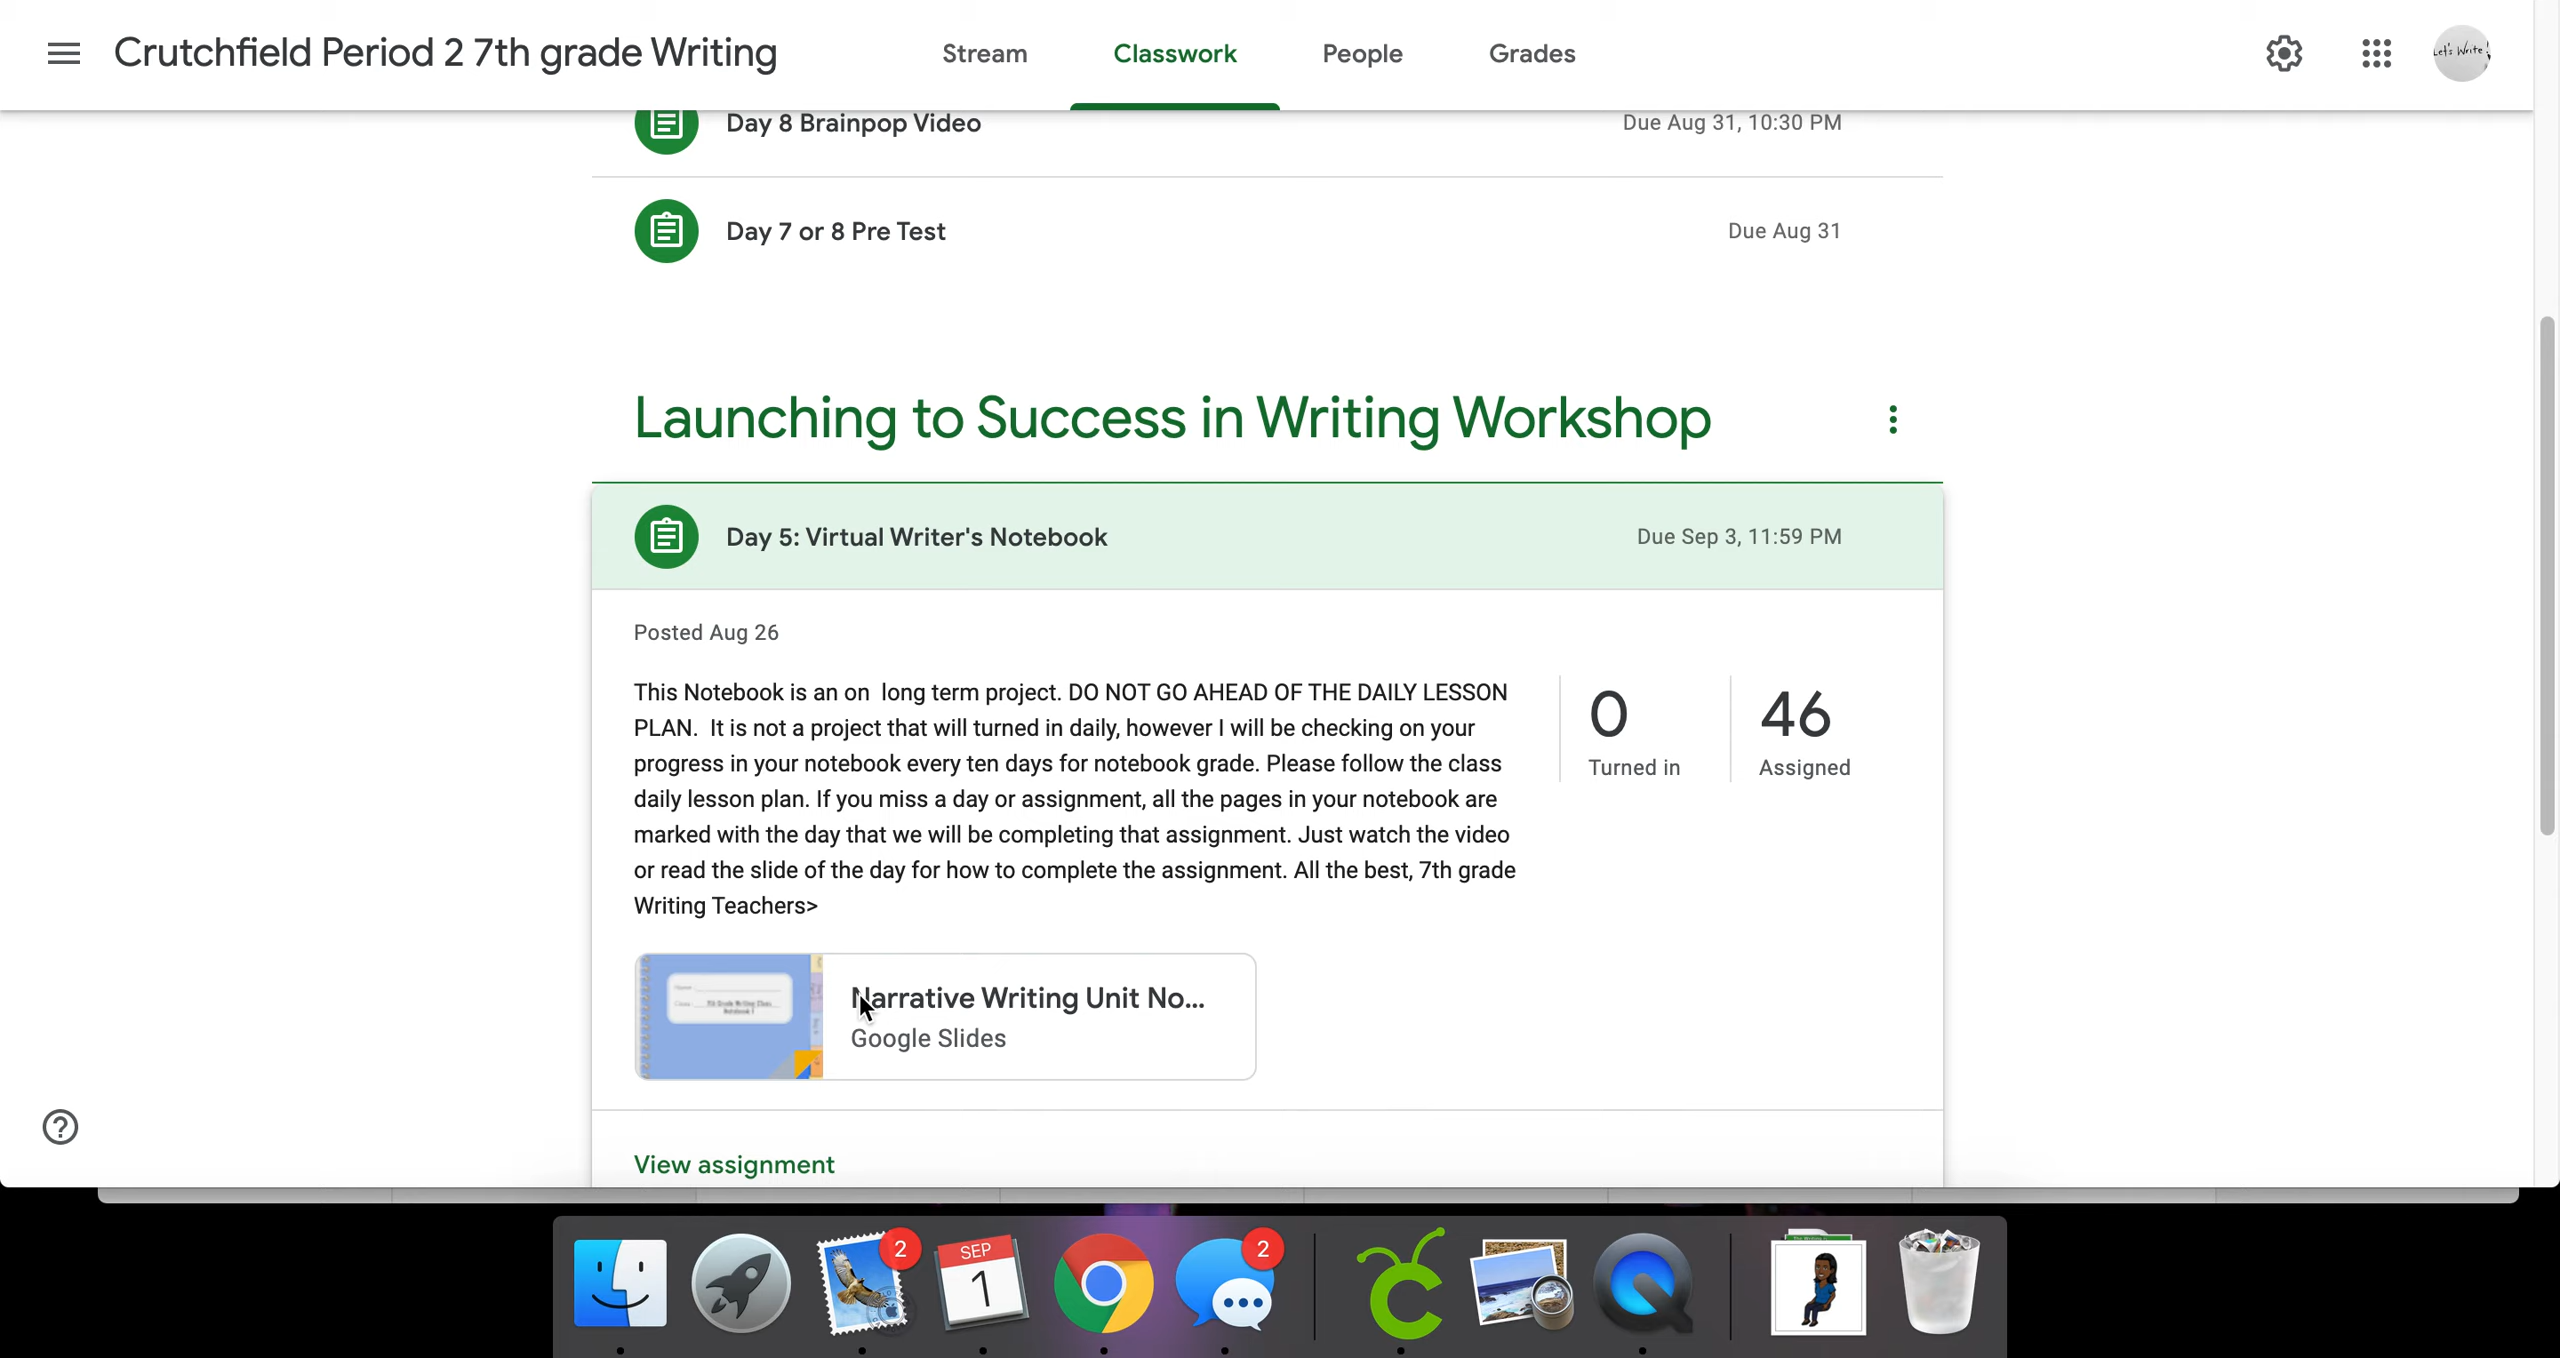 Crutchfield Period 2 7th grade Writing
Stream
Classwork
People
Grades
Let's Write!
Day 8 Brainpop Video
Due Aug 31, 10:30 PM
Day 7 or 8 Pre Test
Due Aug 31
Launching to Success in Writing Workshop
Day 5: Virtual Writer's Notebook
Due Sep 3, 11:59 PM
Posted Aug 26
This Notebook is an on  long term project. DO NOT GO AHEAD OF THE DAILY LESSON
PLAN.  It is not a project that will turned in daily, however I will be checking on your
progress in your notebook every ten days for notebook grade. Please follow the class
daily lesson plan. If you miss a day or assignment, all the pages in your notebook are
marked with the day that we will be completing that assignment. Just watch the video
or read the slide of the day for how to complete the assignment. All the best, 7th grade
Writing Teachers>
0
Turned in
46
Assigned
Narrative Writing Unit No...
Google Slides
View assignment
2
SEP
1
2